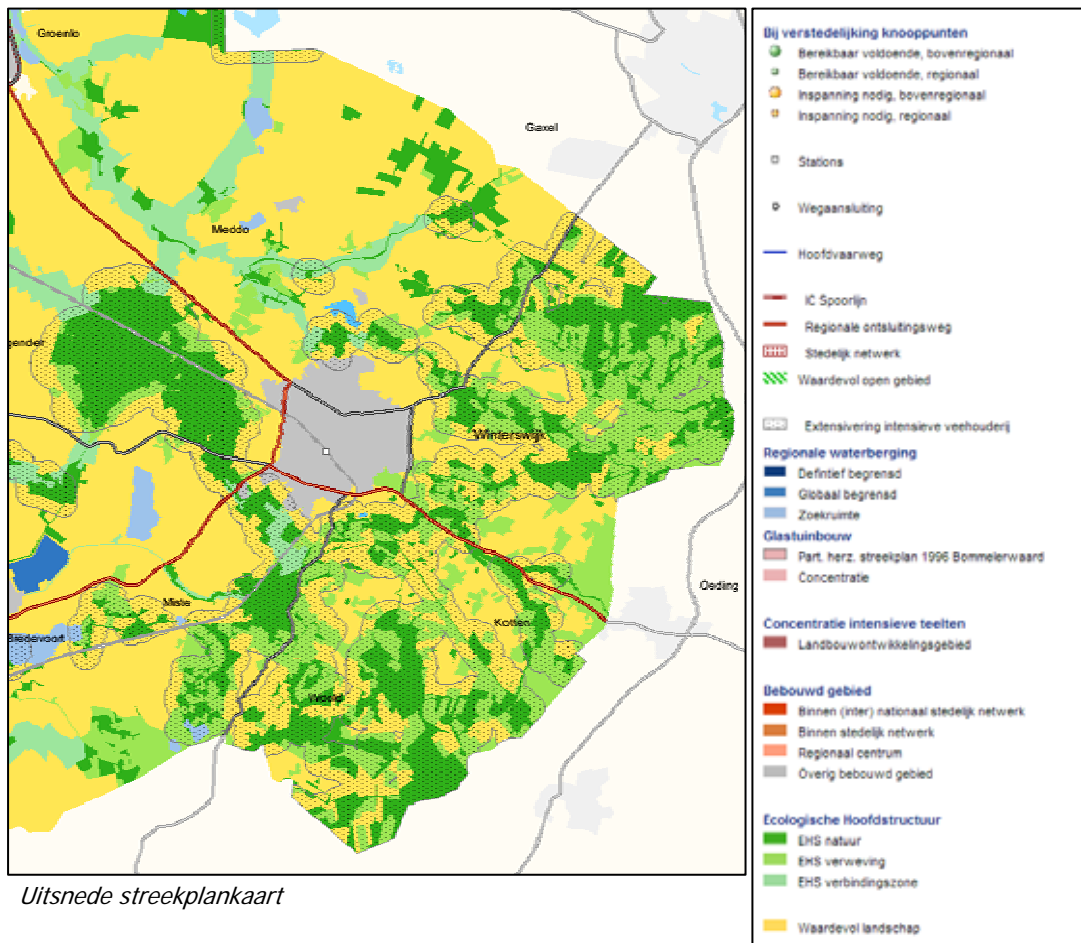 Groenlo
Gaxel
Meddo
gender
Winterswijk
Oeding
Miste
Kotten
Bredevoort
Woold
Uitsnede streekplankaart
Bij verstedelijking knooppunten
Bereikbaar voldoende, bovenregionaal
Bereikbaar voldoende, regionaal
Inspanning nodig, bovenregionaal
Inspanning nodig, regionaal
Stations
Wegaansluiting
Hoofdvaarweg
IC Spoorlijn
Regionale ontsluitingsweg
Stedelijk netwerk
Waardevol open gebied
Extensivering intensieve veehouderij
Regionale waterberging
Defintief begrensd
Globaal begrensd
Zoekruimte
Glastuinbouw
Part. herz. streekplan 1996 Bommelerwaard
Concentratie
Concentratie intensieve teelten
Landbouwontwikkelingsgebied
Bebouwd gebied
Binnen (inter) nationaal stedelijk netwerk
Binnen stedelijk netwerk
Regionaal centrum
Overig bebouwd gebied
Ecologische Hoofdstructuur
EHS natuur
EHS verweving
EHS verbindingszone
Waardevol landschap